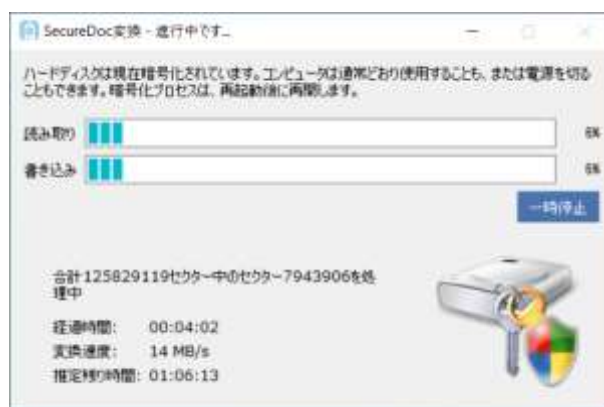 SecureDoc変換 - 進行中です...
ハードディスクは現在暗号化されています。コンピュータは通常どおり使用することも、または電源を切る
こともできます。暗号化プロセスは、再起動後に再開します。
読み取り 6%
書き込み 6%
一時停止
合計125829119セクター中のセクター7943906を処
理中
経過時間: 00:04:02
変換速度: 14 MB/s
推定残り時間: 01:06:13